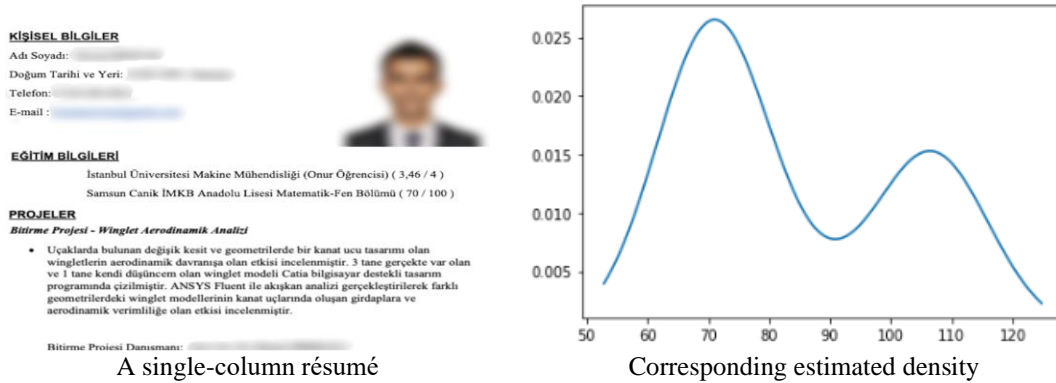 KİŞİSEL BİLGİLER
Adı Soyadı:
Doğum Tarihi ve Yeri:
Telefon:
E-mail :
EĞİTİM BİLGİLERİ
İstanbul Üniversitesi Makine Mühendisliği (Onur Öğrencisi) ( 3,46 / 4 )
Samsun Canik İMKB Anadolu Lisesi Matematik-Fen Bölümü ( 70 / 100 )
PROJELER
Bitirme Projesi - Winglet Aerodinamik Analizi
• Uçaklarda bulunan değişik kesit ve geometrilerde bir kanat ucu tasarımı olan
wingletlerin aerodinamik davranışa olan etkisi incelenmiştir. 3 tane gerçekte var olan
ve 1 tane kendi düşüncem olan winglet modeli Catia bilgisayar destekli tasarım
programında çizilmiştir. ANSYS Fluent ile akışkan analizi gerçekleştirilerek farklı
geometrilerdeki winglet modellerinin kanat uçlarında oluşan girdaplara ve
aerodinamik verimliliğe olan etkisi incelenmiştir.
Bitirme Projesi Danışmanı:
A single-column résumé
0.025
0.020
0.015
0.010
0.005
50 60 70 80 90 100 110 120
Corresponding estimated density